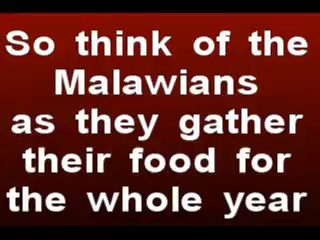 So think of the
Malawians
as they gather
their food for
the whole year